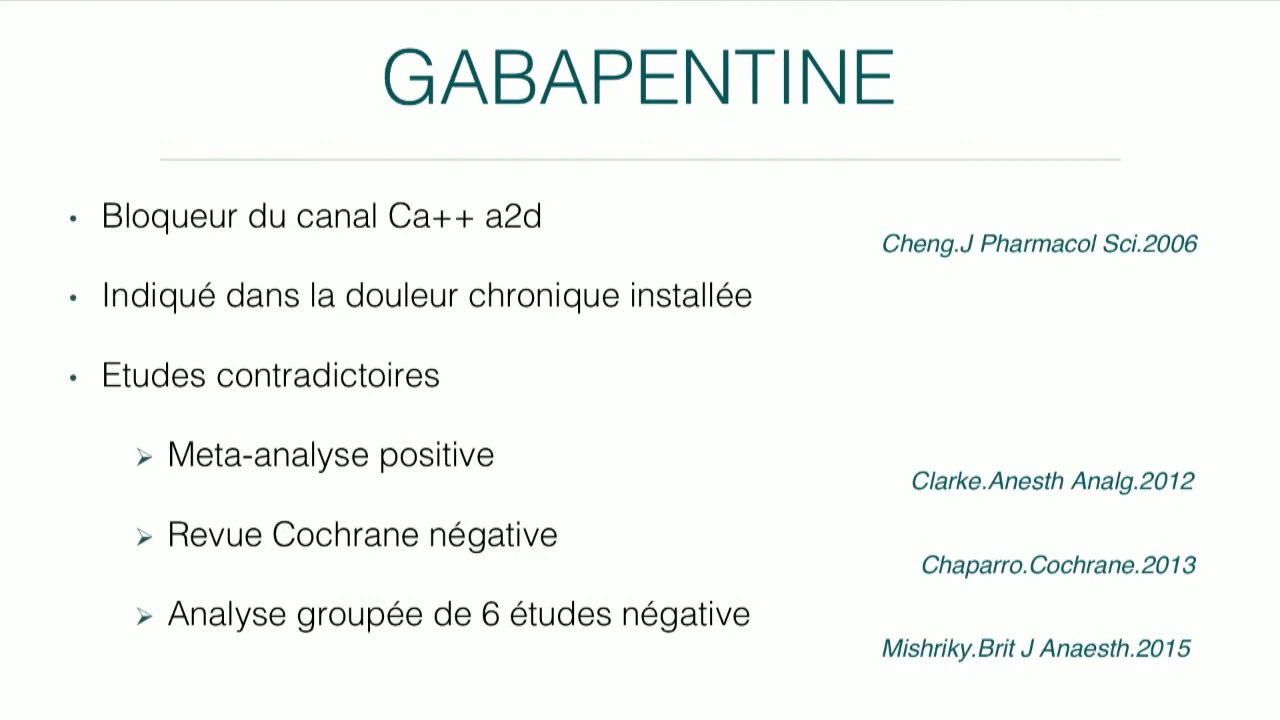 GABAPENTINE
• Bloqueur du canal Ca++ a2d
Cheng.J Pharmacol Sci.2006
• Indiqué dans la douleur chronique installée
• Etudes contradictoires
➢ Meta-analyse positive
Clarke.Anesth Analg.2012
➢ Revue Cochrane négative
Chaparro.Cochrane.2013
➢ Analyse groupée de 6 études négative
Mishriky.Brit J Anaesth.2015